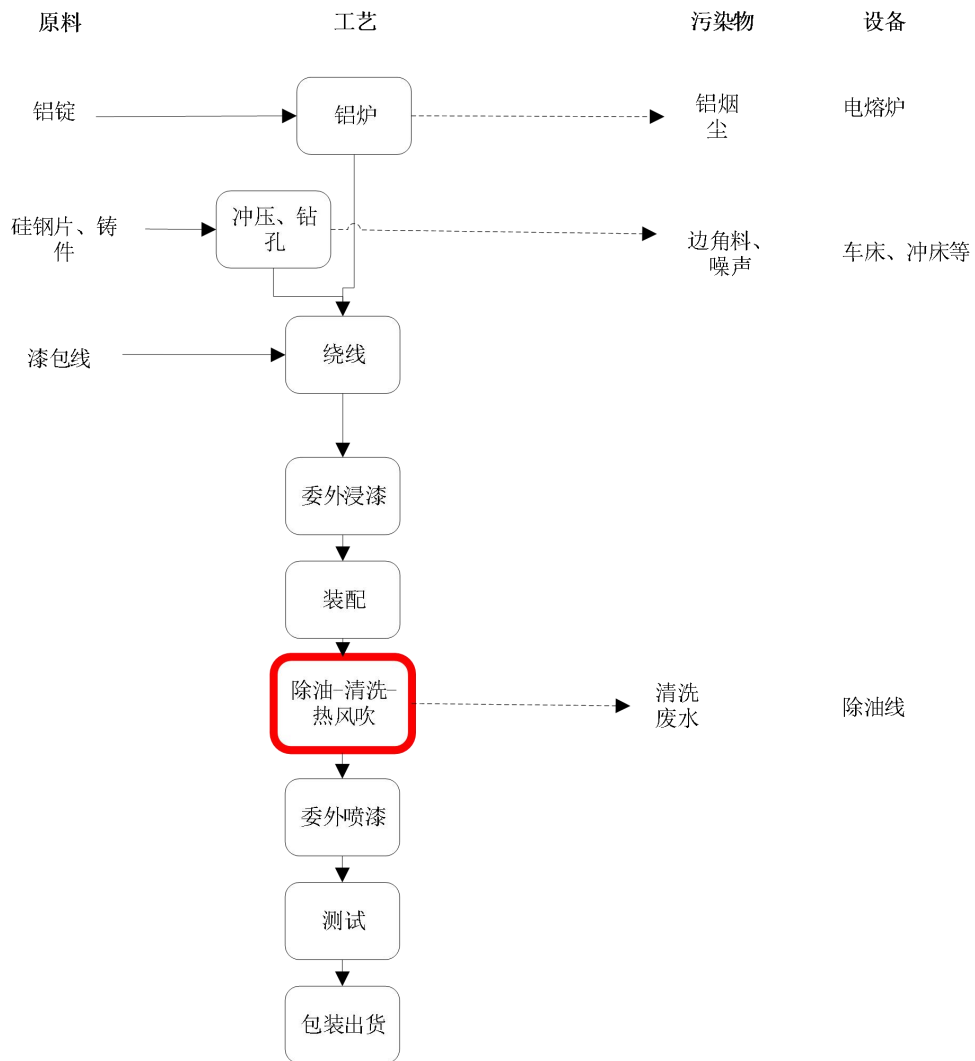 原料 工艺 污染物 设备
铝锭 铝炉 铝烟
尘 电熔炉
硅钢片、铸
件 冲压、钻
孔 边角料、
噪声 车床、冲床等
漆包线 绕线
委外浸漆
装配
除油-清洗-
热风吹 清洗
废水 除油线
委外喷漆
测试
包装出货